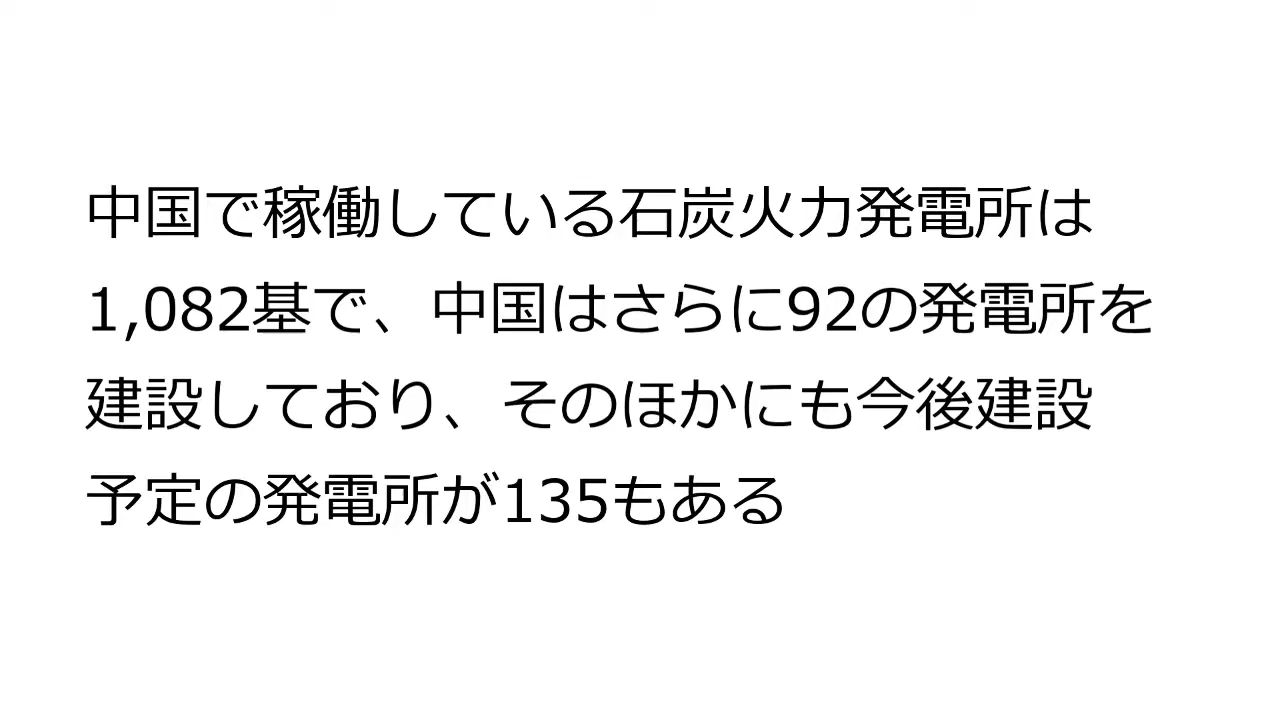 中国で稼働している石炭火力発電所は
1,082基で、中国はさらに92の発電所を
建設しており、そのほかにも今後建設
予定の発電所が135もある